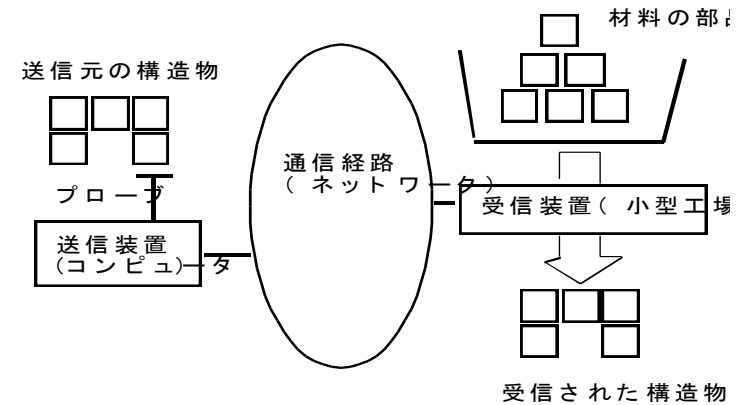 材料の部品
送信元の構造物
通信経路
(ネットワーク)
プローブ
受信装置(小型工場
送信装置
(コンピュータ)
受信された構造物